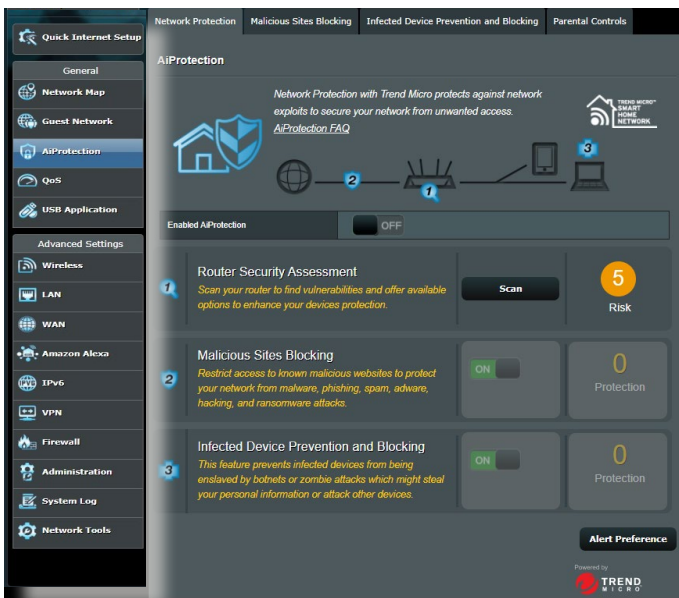 Network Protection
Malicious Sites Blocking
Infected Device Prevention and Blocking
Parental Controls
Quick Internet Setup
General
Network Map
Guest Network
AiProtection
QoS
USB Application
Advanced Settings
Wireless
LAN
WAN
Amazon Alexa
IPv6
VPN
Firewall
Administration
System Log
Network Tools
AiProtection
Network Protection with Trend Micro protects against network
exploits to secure your network from unwanted access.
AiProtection FAQ
TREND MICRO™
SMART
HOME
NETWORK
2
1
3
Enabled AiProtection
OFF
1
Router Security Assessment
Scan your router to find vulnerabilities and offer available
options to enhance your devices protection.
Scan
5
Risk
2
Malicious Sites Blocking
Restrict access to known malicious websites to protect
your network from malware, phishing, spam, adware,
hacking, and ransomware attacks.
ON
0
Protection
3
Infected Device Prevention and Blocking
This feature prevents infected devices from being
enslaved by botnets or zombie attacks which might steal
your personal information or attack other devices.
ON
0
Protection
Alert Preference
Powered by
TREND
MICRO